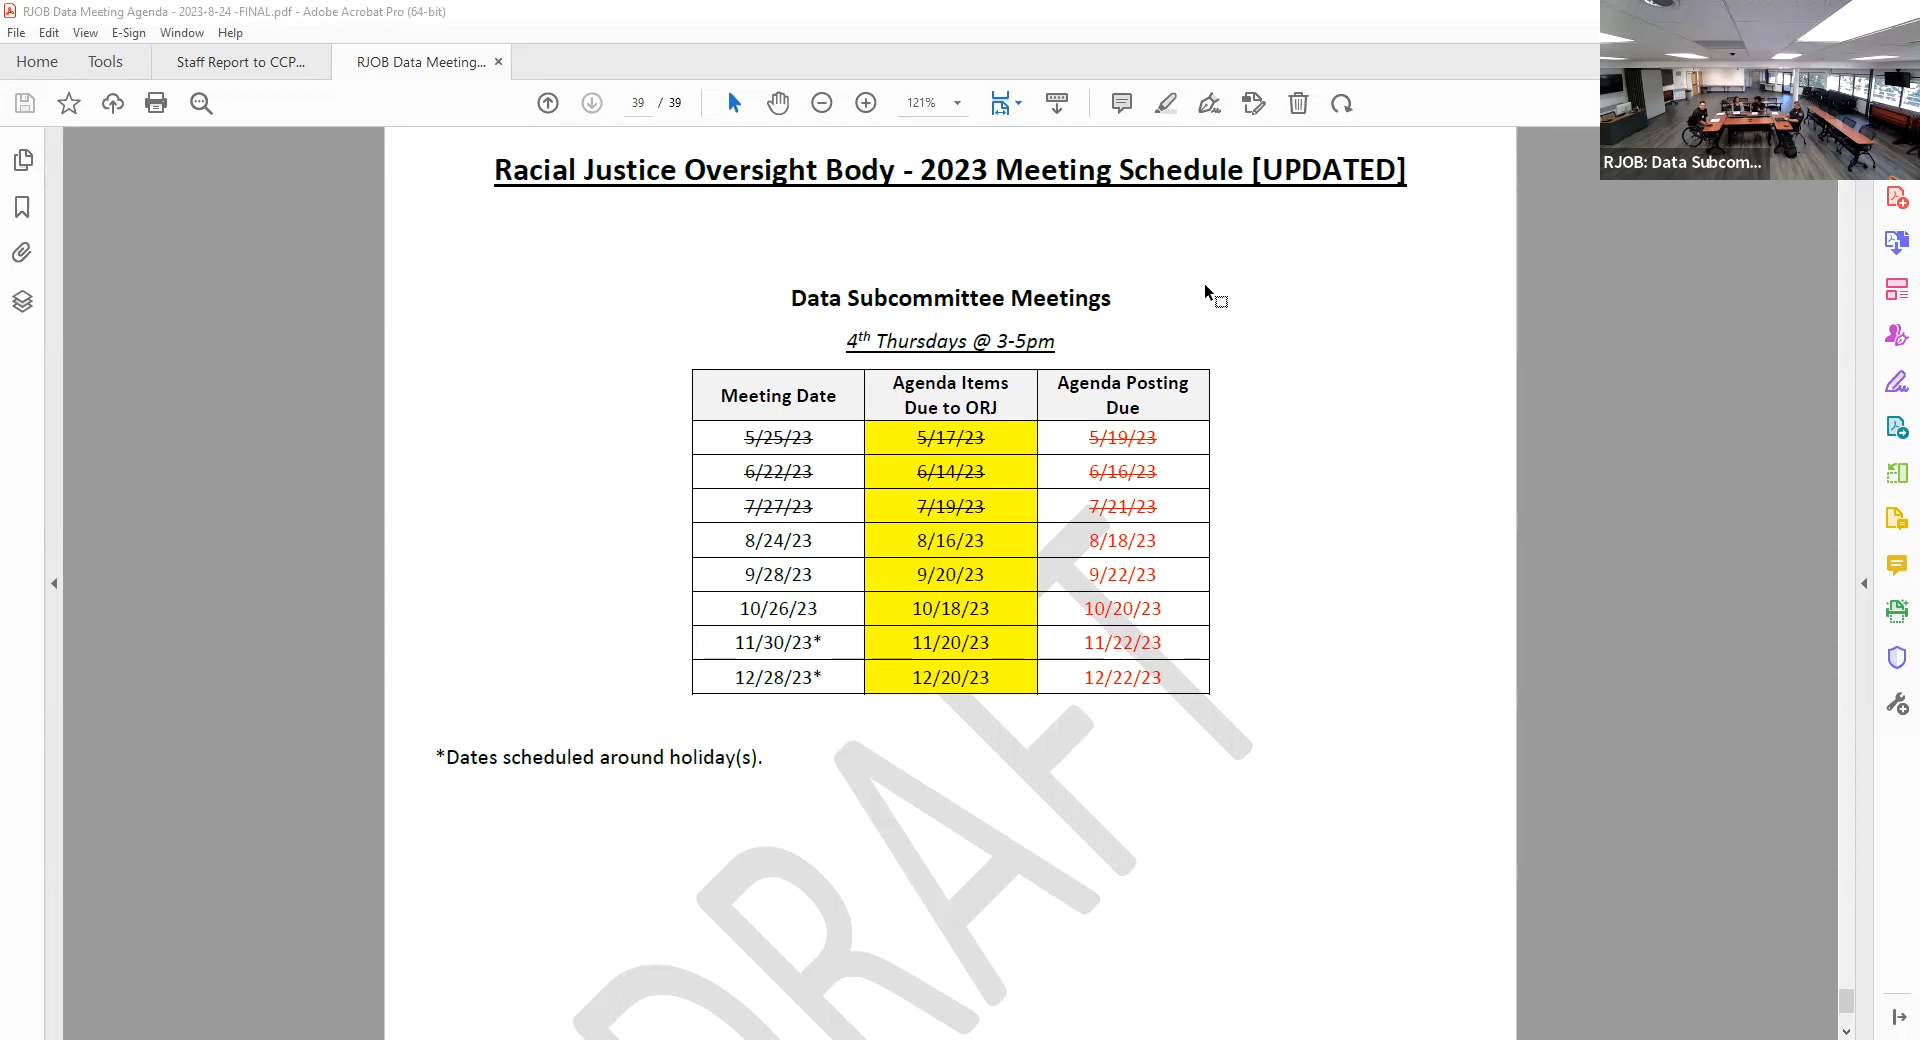 RJOB Data Meeting Agenda - 2023-8-24 -FINAL.pdf - Adobe Acrobat Pro (64-bit)
File Edit View E-Sign Window Help
Home Tools Staff Report to CCP... RJOB Data Meeting... ×
39 / 39 121%
RJOB: Data Subcom...
Racial Justice Oversight Body - 2023 Meeting Schedule [UPDATED]
Data Subcommittee Meetings
4th Thursdays @ 3-5pm
Meeting Date Agenda Items Due to ORJ Agenda Posting Due
5/25/23 5/17/23 5/19/23
6/22/23 6/14/23 6/16/23
7/27/23 7/19/23 7/21/23
8/24/23 8/16/23 8/18/23
9/28/23 9/20/23 9/22/23
10/26/23 10/18/23 10/20/23
11/30/23* 11/20/23 11/22/23
12/28/23* 12/20/23 12/22/23
*Dates scheduled around holiday(s).
DRAFT